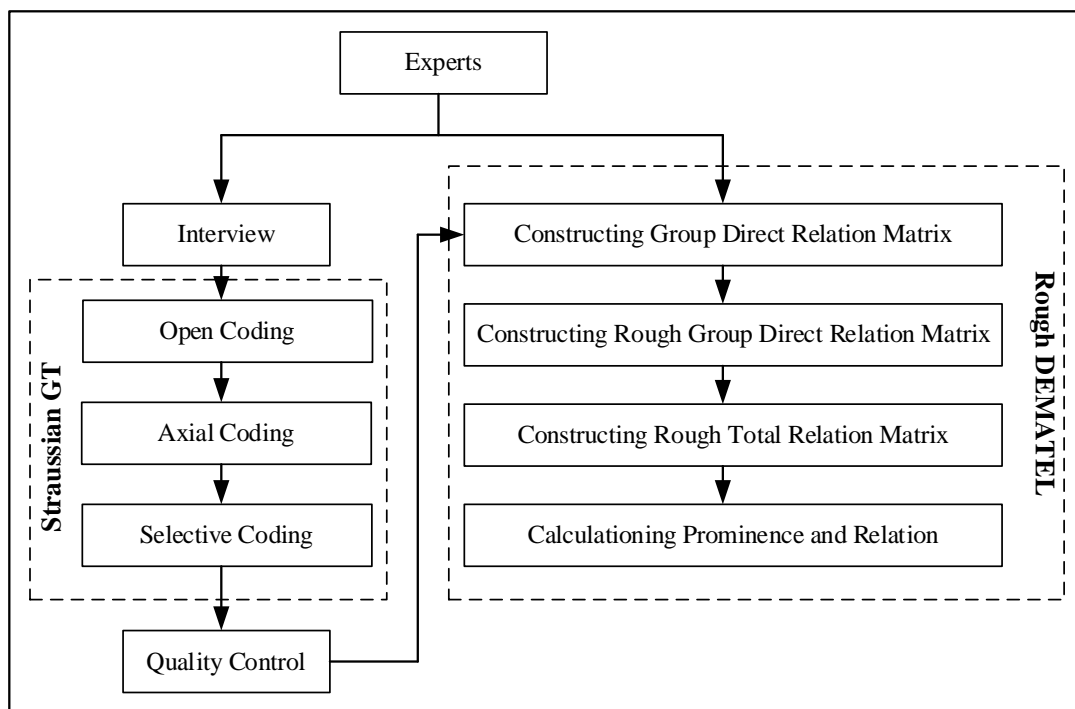 Experts
Interview
Straussian GT
Open Coding
Axial Coding
Selective Coding
Quality Control
Constructing Group Direct Relation Matrix
Constructing Rough Group Direct Relation Matrix
Constructing Rough Total Relation Matrix
Calculationing Prominence and Relation
Rough DEMATEL